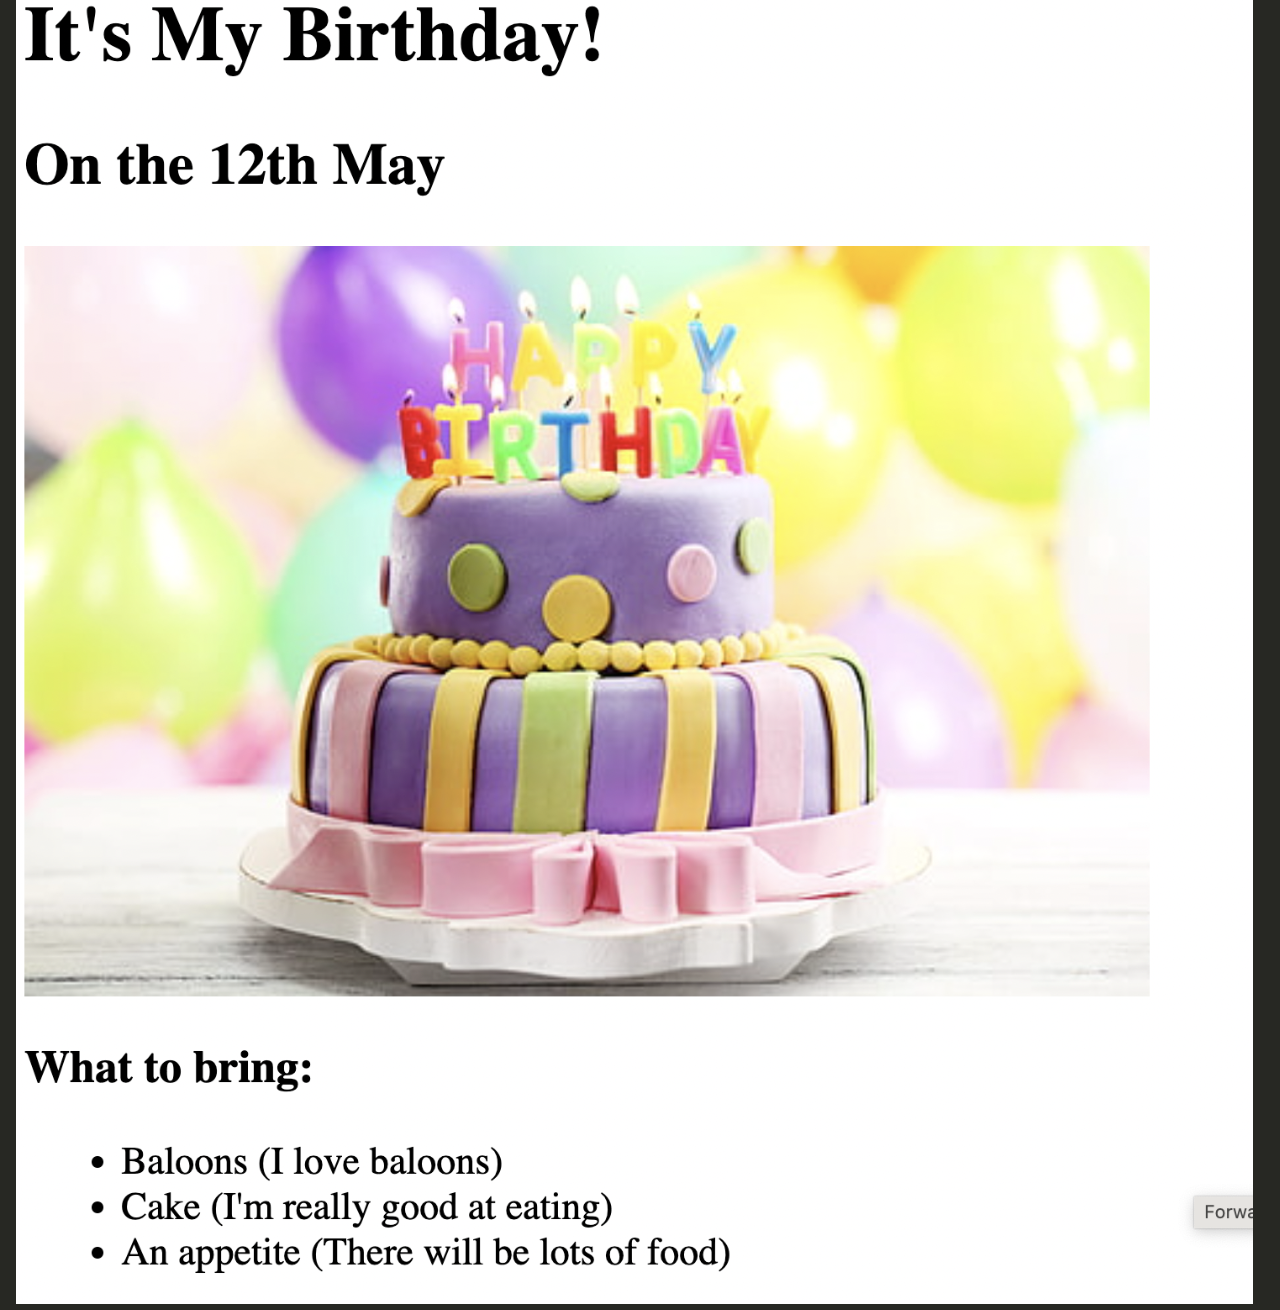 It's My Birthday!
On the 12th May
HAPPY
BIRTHDAY
What to bring:
Baloons (I love baloons)
Cake (I'm really good at eating)
An appetite (There will be lots of food)
Forwa